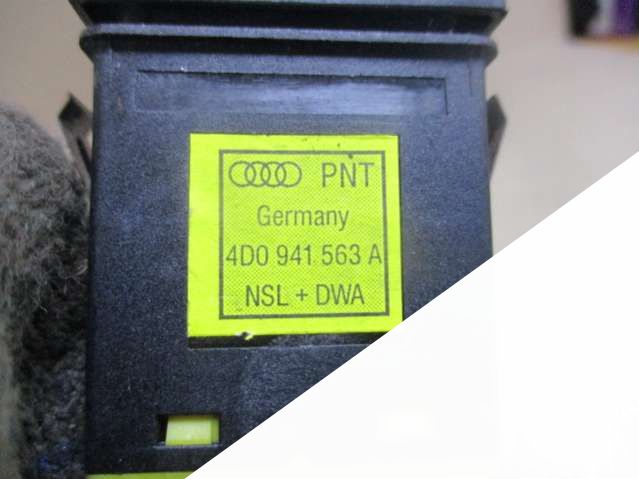 PNT
Germany
4D0 941 563 A
NSL + DWA